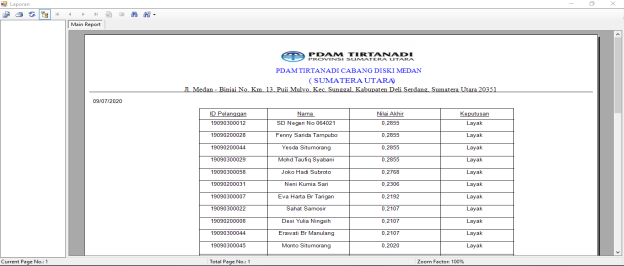 Laporan
Main Report
PDAM TIRTANADI
PROVINSI SUMATERA UTARA
PDAM TIRTANADI CABANG DISKI MEDAN
( SUMATERA UTARA)
Jl. Medan - Binjai No. Km. 13, Puji Mulyo, Kec. Sunggal, Kabupaten Deli Serdang, Sumatera Utara 20351
09/07/2020
ID Pelanggan Nama Nilai Akhir Keputusan
19090300012 SD Negeri No 064021 0,2855 Layak
19090200026 Fenny Sarida Tampubo 0,2855 Layak
19090200044 Yesda Situmorang 0,2855 Layak
19090300029 Mohd Taufiq Syabani 0,2855 Layak
19090300058 Joko Hadi Subroto 0,2768 Layak
19090200031 Neni Kurnia Sari 0,2306 Layak
19090300007 Eva Harta Br Tarigan 0,2192 Layak
19090300022 Sahat Samosir 0,2107 Layak
19090200008 Desi Yulia Ningsih 0,2107 Layak
19090300044 Erawati Br Manulang 0,2107 Layak
19090300045 Monto Situmorang 0,2020 Layak
Current Page No.: 1 Total Page No.: 1 Zoom Factor: 100%